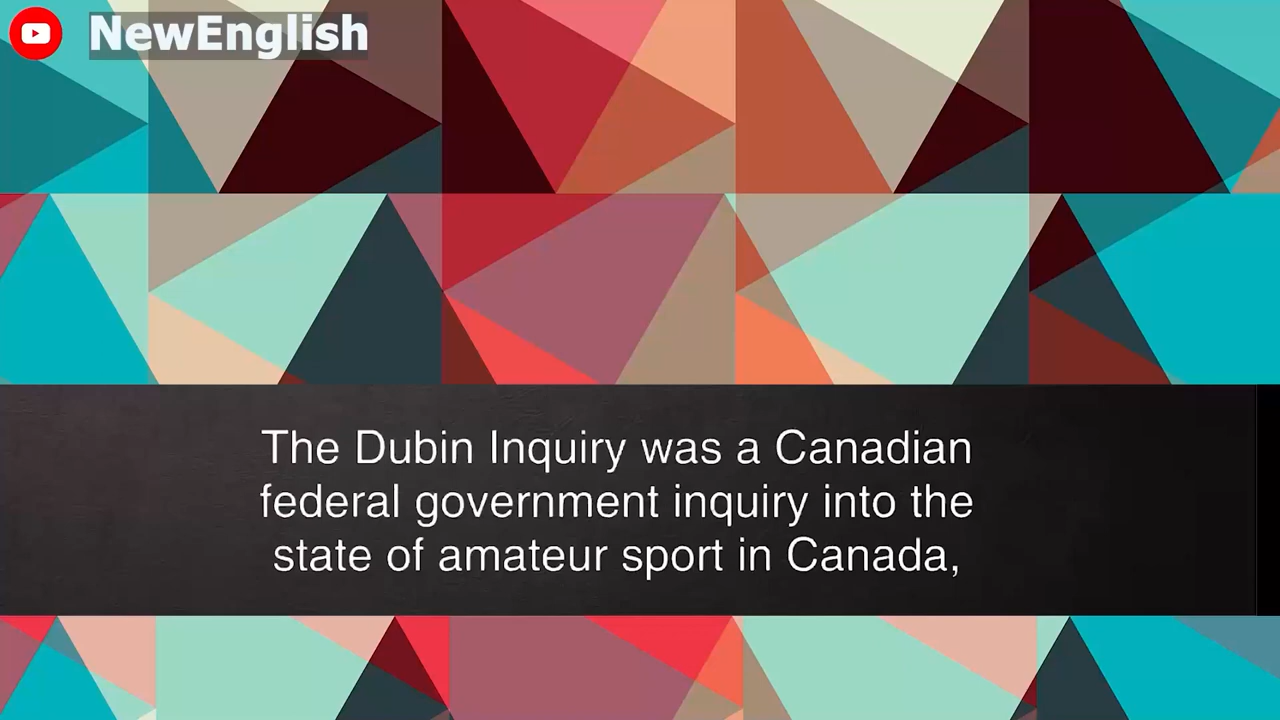 NewEnglish
The Dubin Inquiry was a Canadian
federal government inquiry into the
state of amateur sport in Canada,